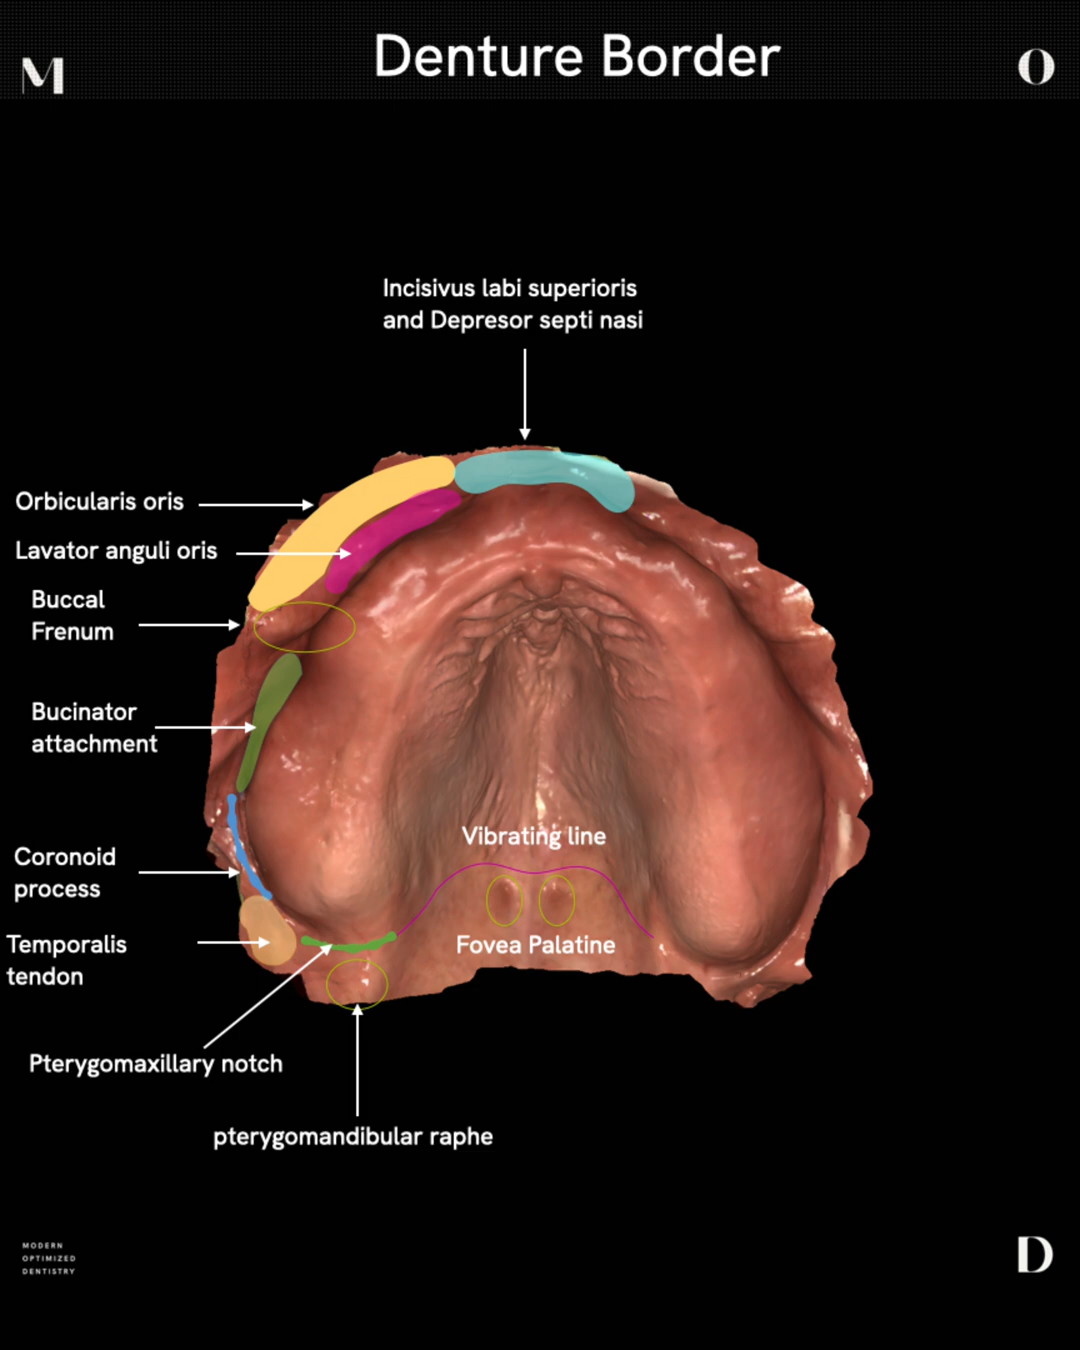 M
Denture Border
O
Incisivus labi superioris
and Depresor septi nasi
Orbicularis oris
Lavator anguli oris
Buccal
Frenum
Bucinator
attachment
Vibrating line
Coronoid
process
Fovea Palatine
Temporalis
tendon
Pterygomaxillary notch
pterygomandibular raphe
MODERN
OPTIMIZED
DENTISTRY
D